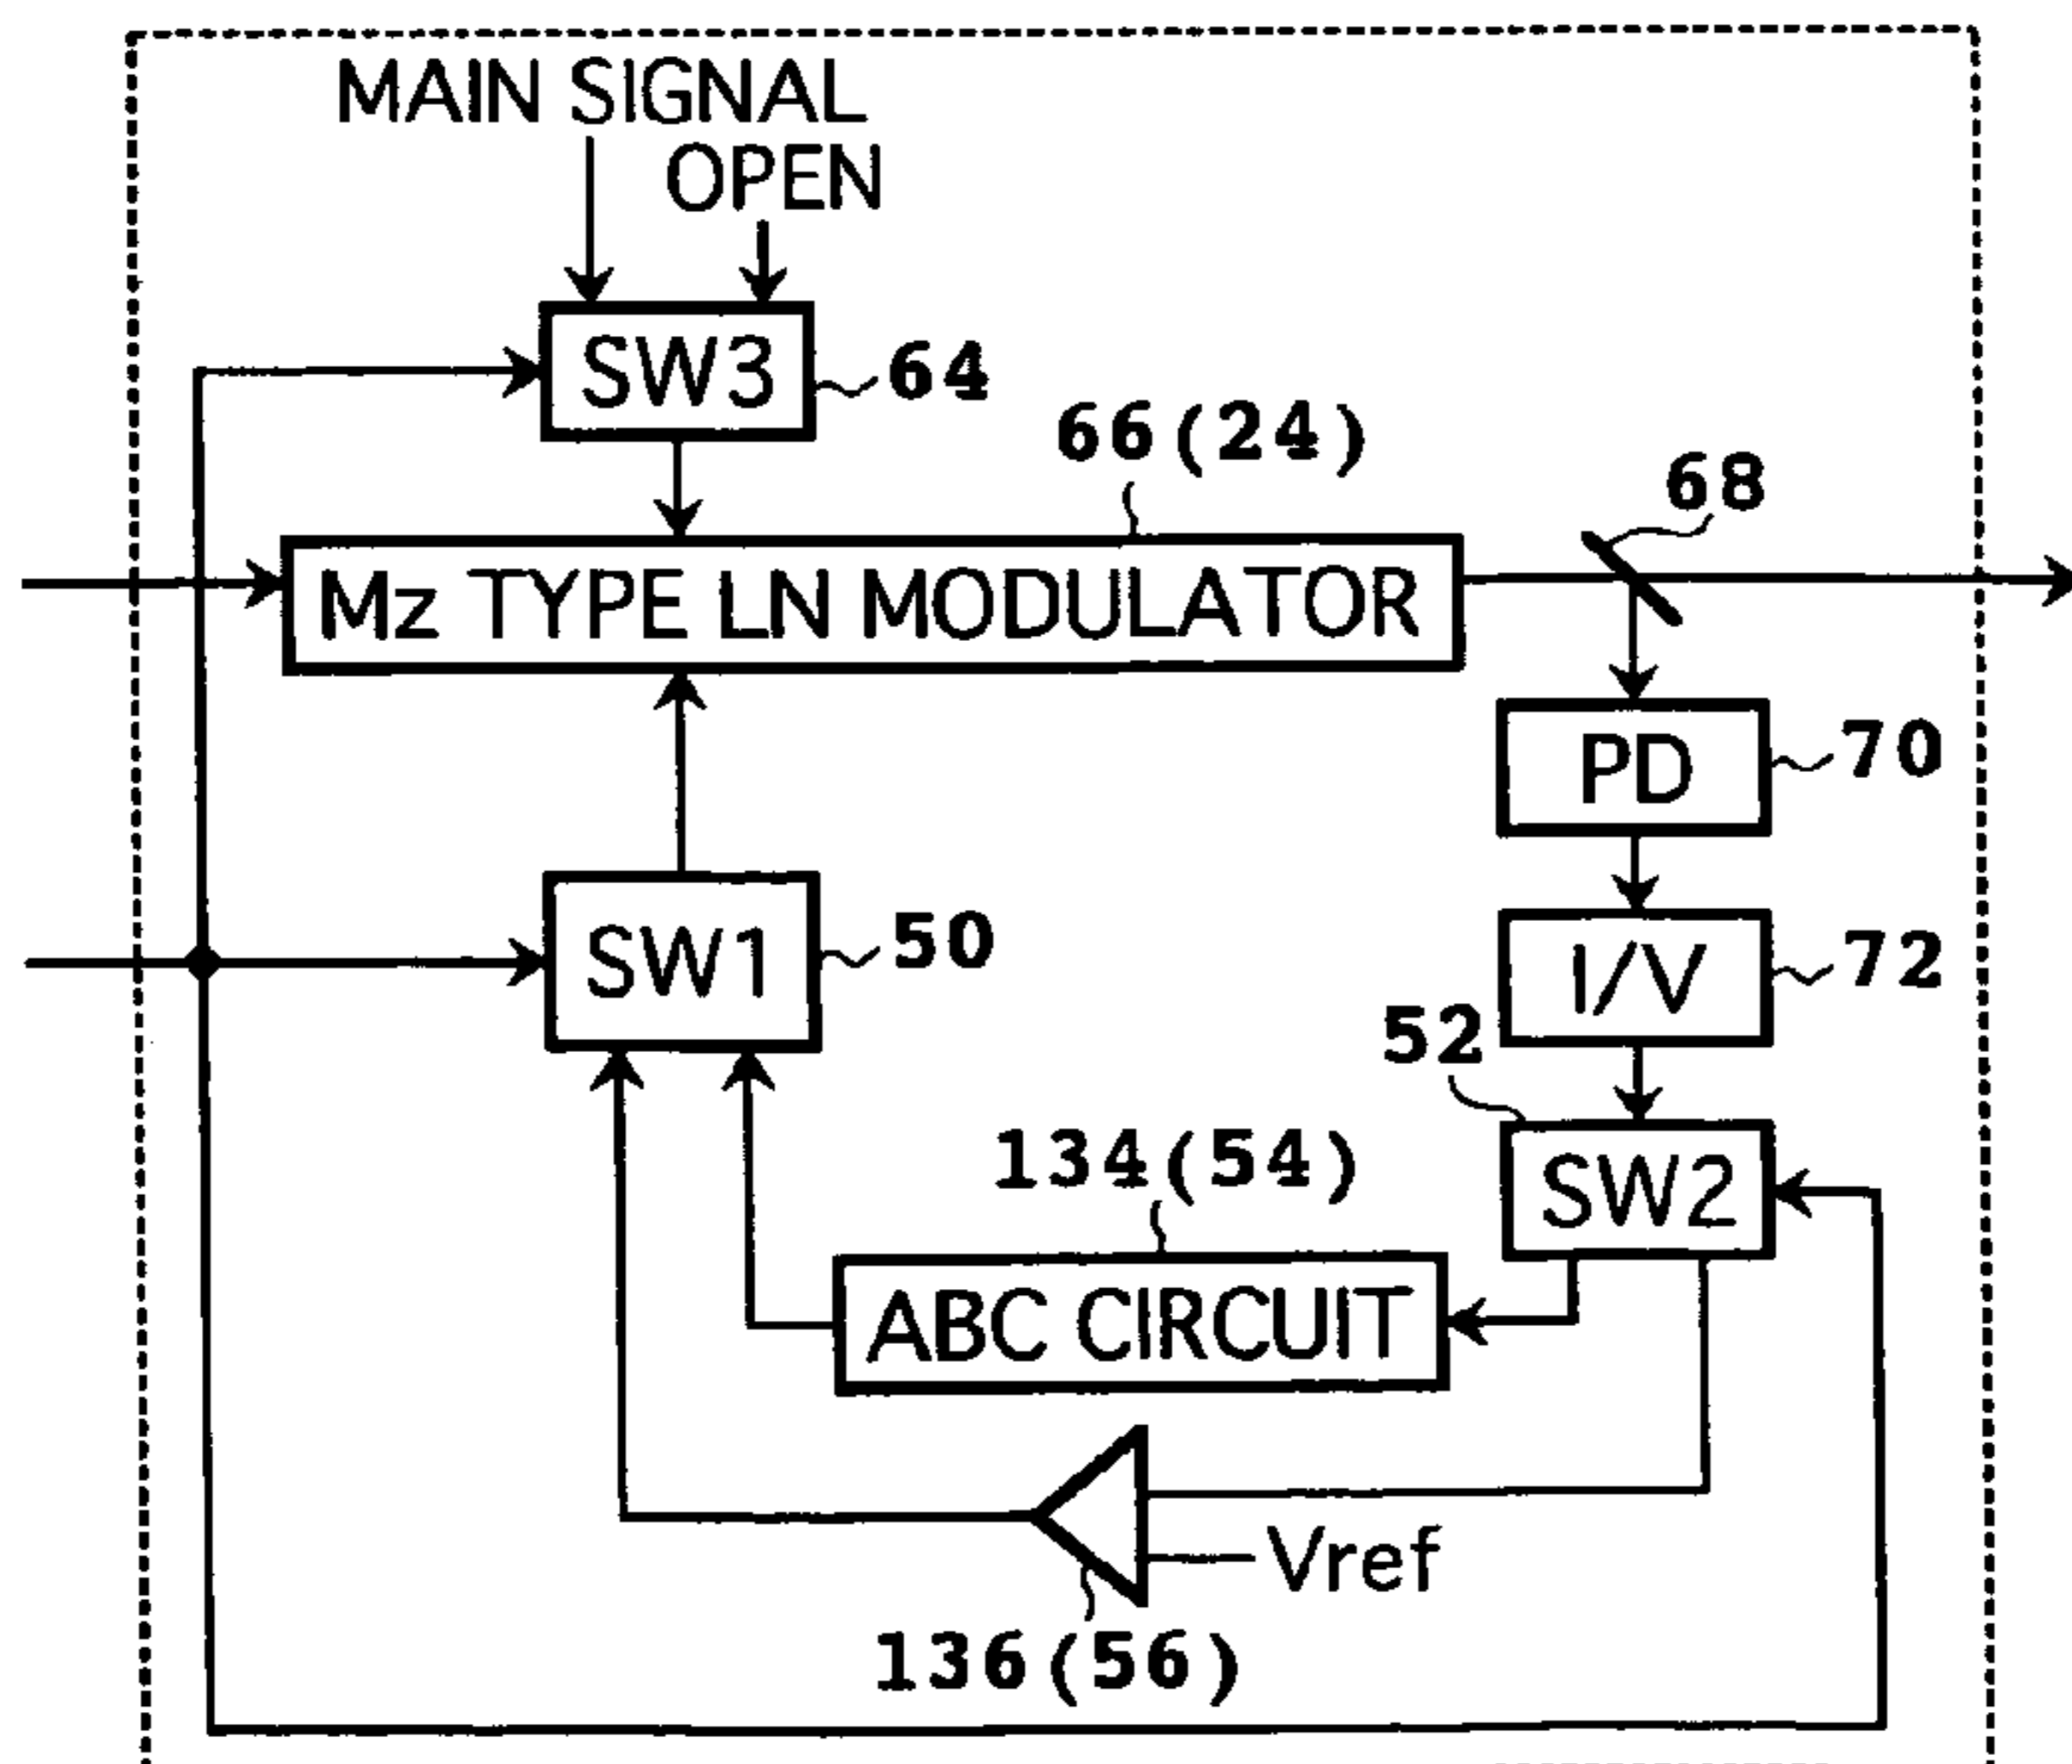 MAIN SIGNAL
OPEN
SW3
64
66(24)
68
Mz TYPE LN MODULATOR
PD
70
SW1
50
I/V
72
52
SW2
134(54)
ABC CIRCUIT
Vref
136(56)